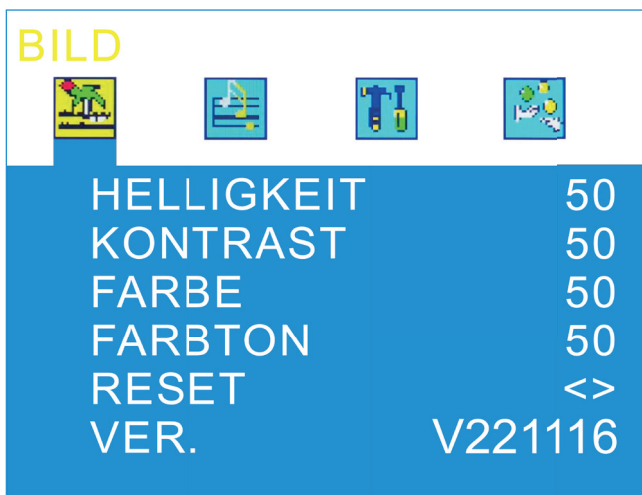 BILD
HELLIGKEIT 50
KONTRAST 50
FARBE 50
FARBTON 50
RESET <>
VER. V221116